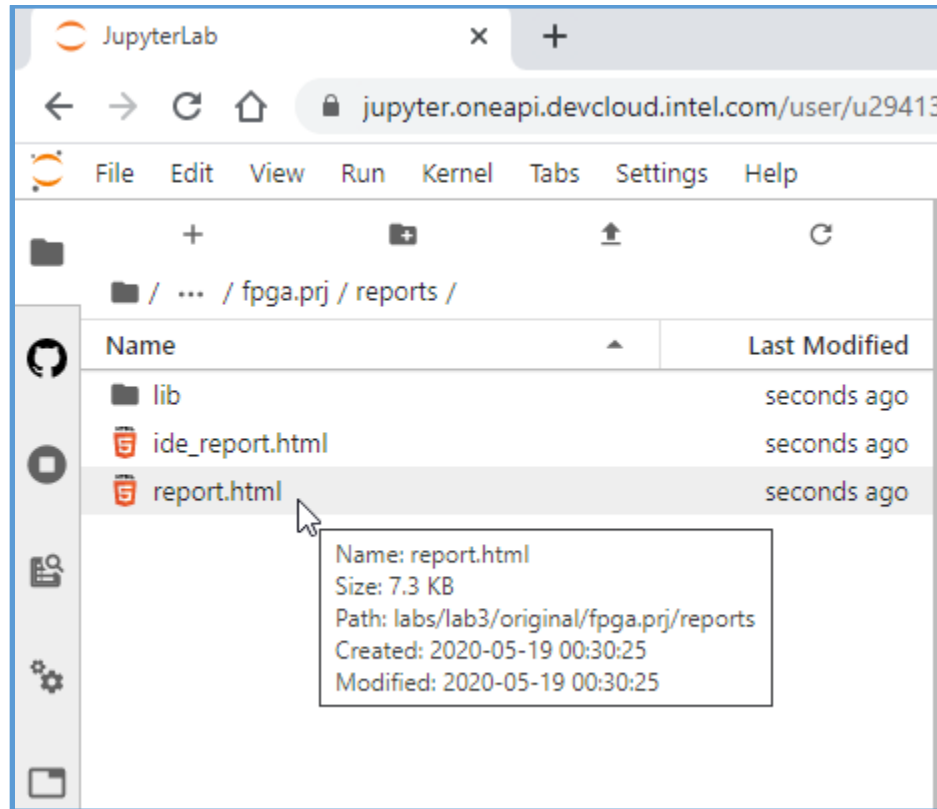 JupyterLab
jupyter.oneapi.devcloud.intel.com/user/u29413
File Edit View Run Kernel Tabs Settings Help
/ ··· / fpga.prj / reports /
Name Last Modified
lib seconds ago
ide_report.html seconds ago
report.html seconds ago
Name: report.html
Size: 7.3 KB
Path: labs/lab3/original/fpga.prj/reports
Created: 2020-05-19 00:30:25
Modified: 2020-05-19 00:30:25